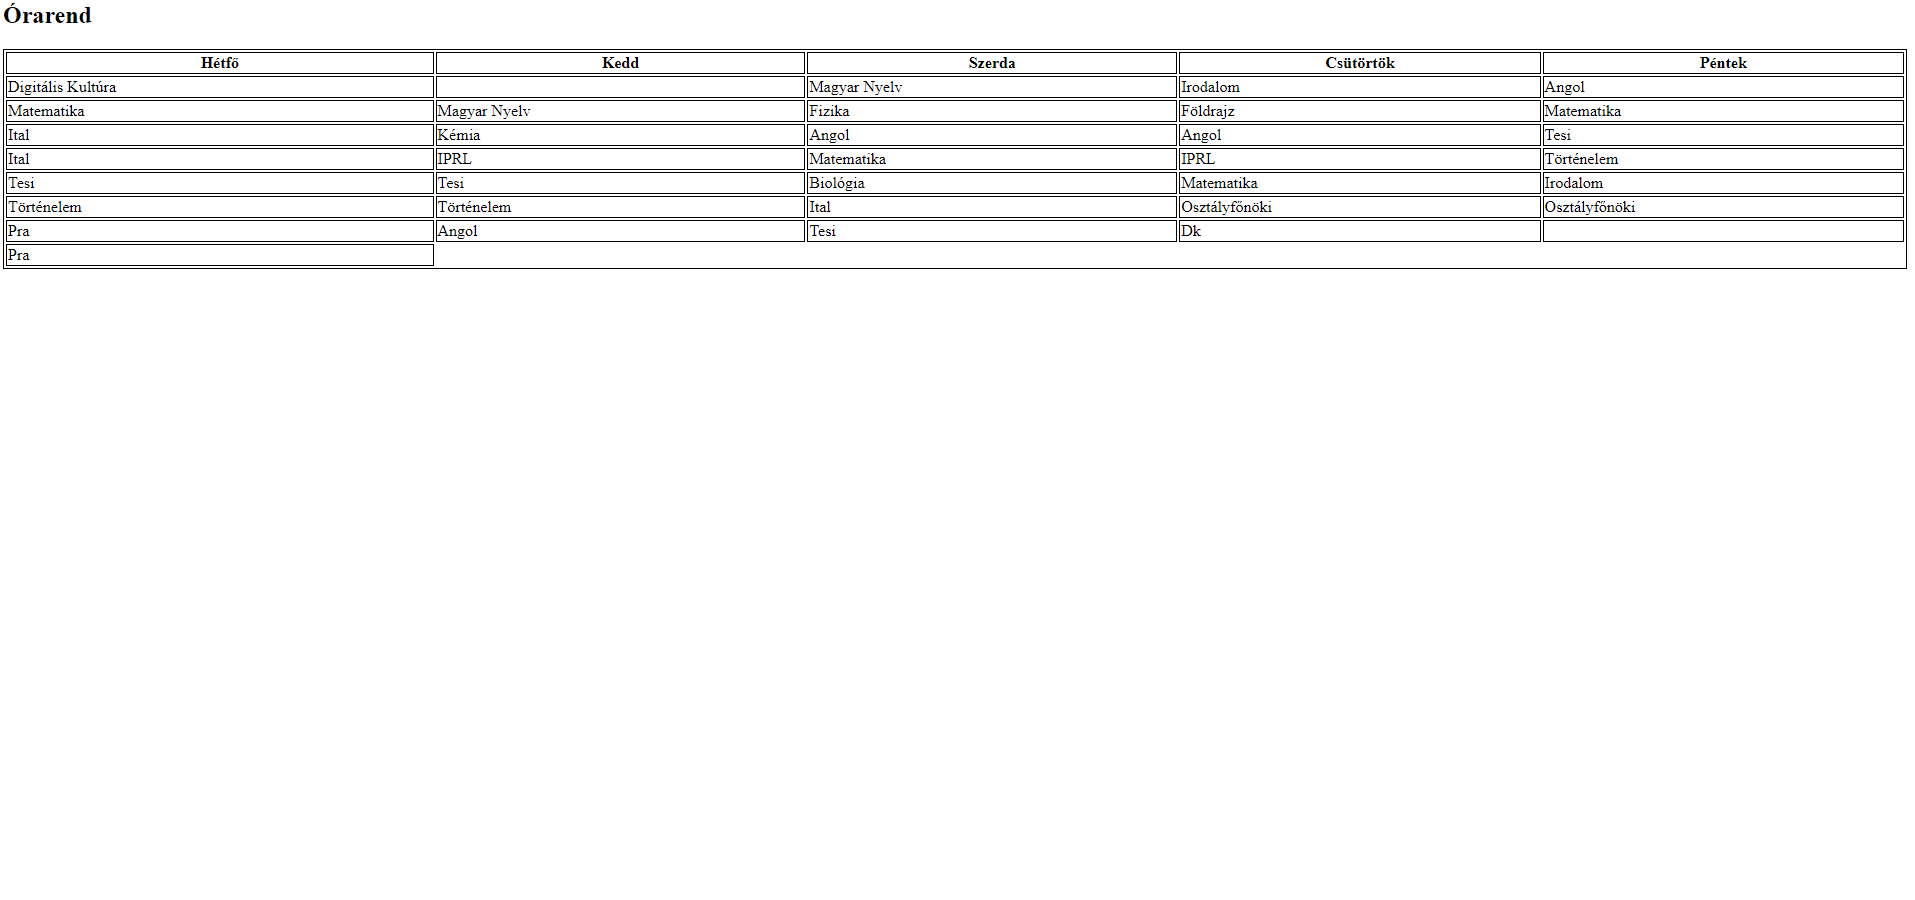 Órarend
Hétfő Kedd Szerda Csütörtök Péntek
Digitális Kultúra Magyar Nyelv Irodalom Angol
Matematika Magyar Nyelv Fizika Földrajz Matematika
Ital Kémia Angol Angol Tesi
Ital IPRL Matematika IPRL Történelem
Tesi Tesi Biológia Matematika Irodalom
Történelem Történelem Ital Osztályfőnöki Osztályfőnöki
Pra Angol Tesi Dk
Pra